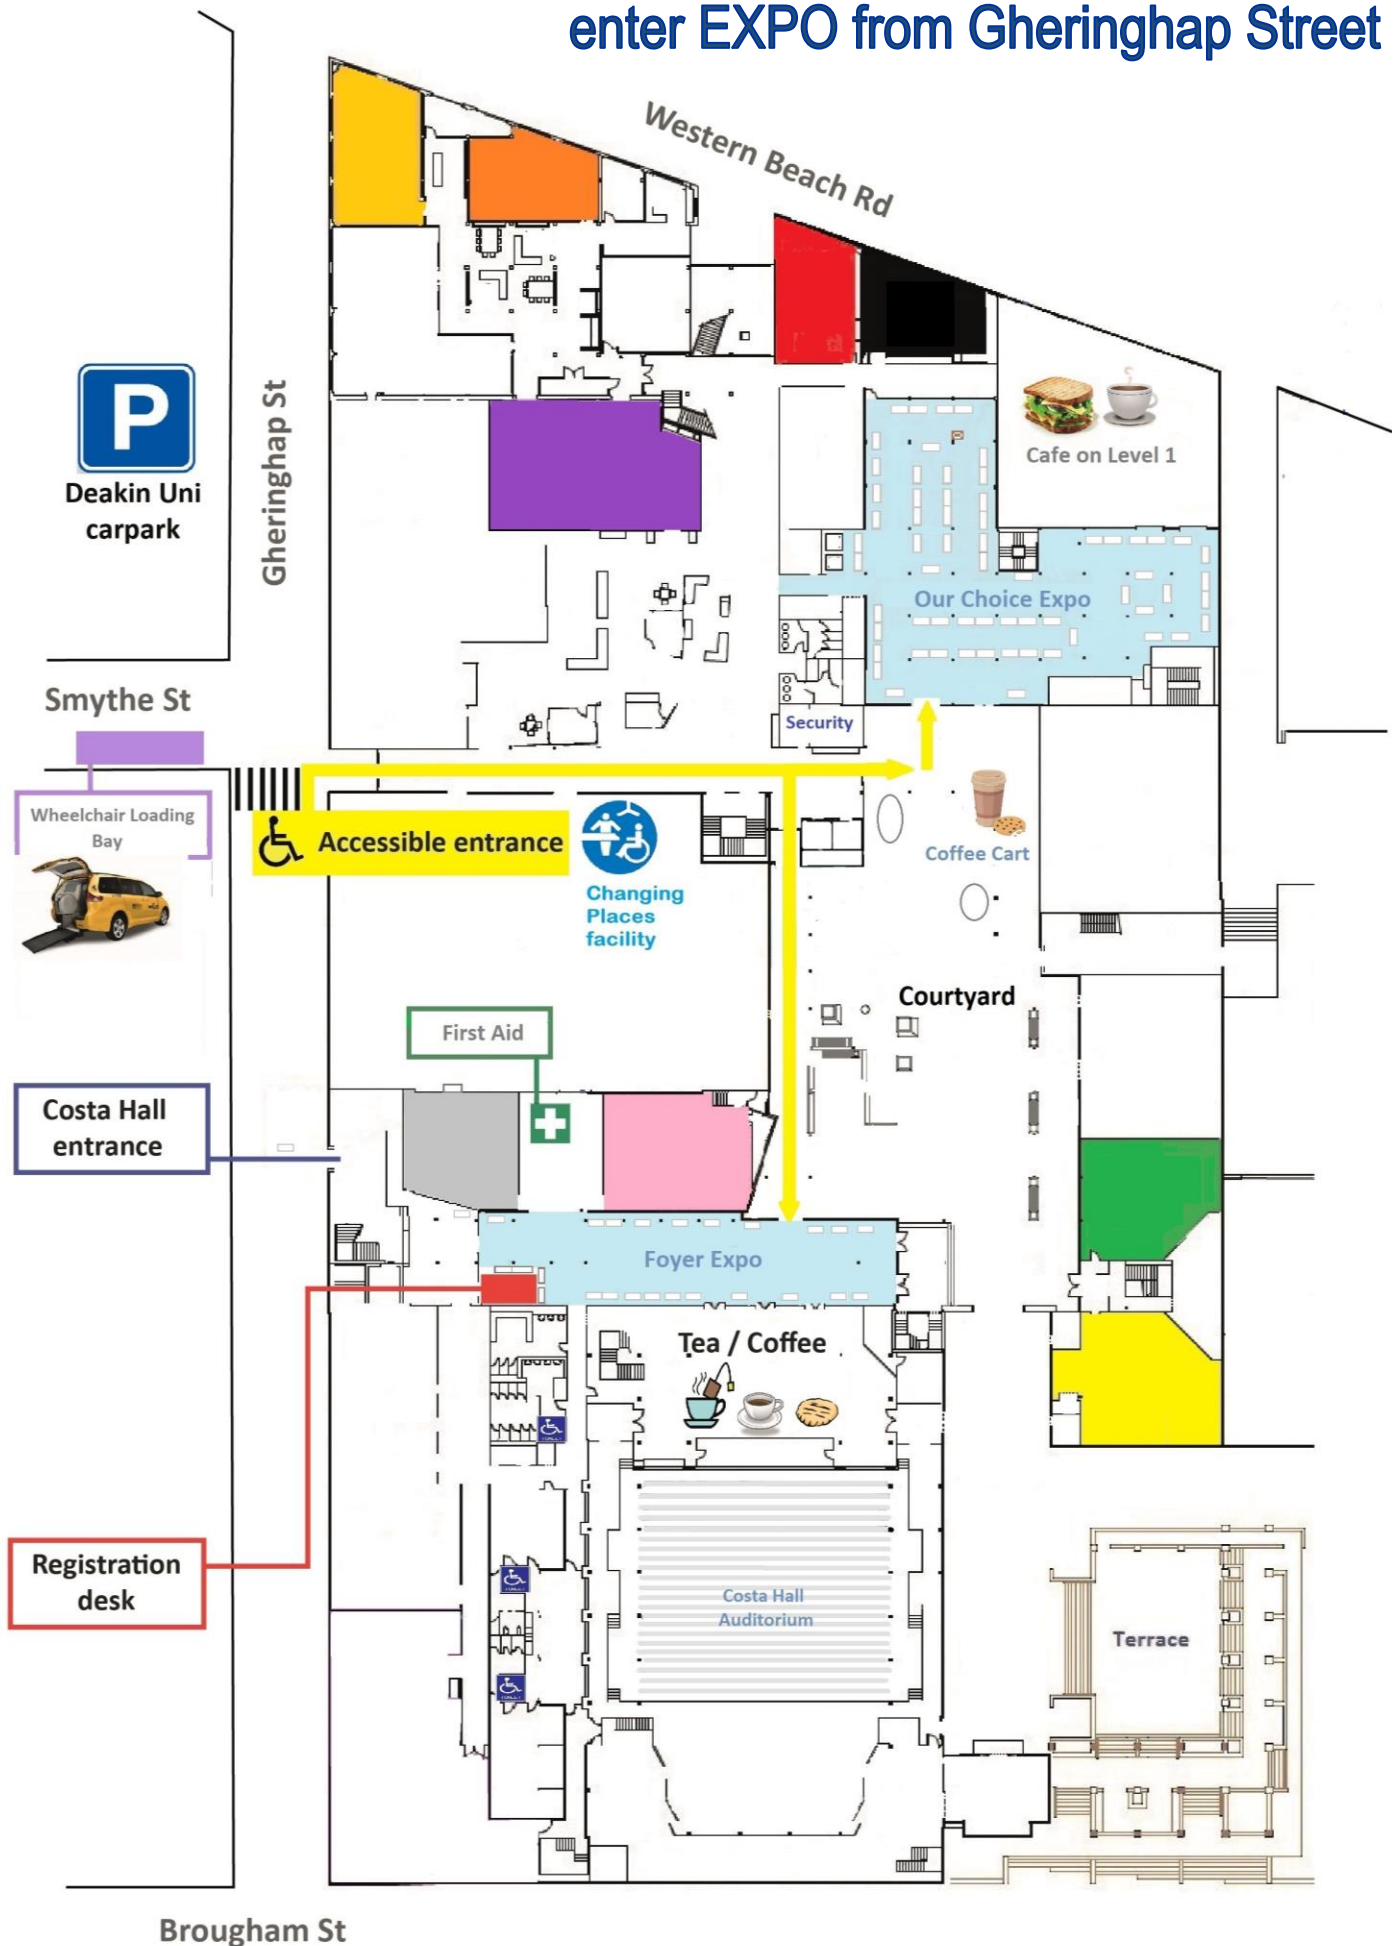 enter EXPO from Gheringhap Street
Western Beach Rd
P
Deakin Uni
carpark
Gheringhap St
Cafe on Level 1
Our Choice Expo
Smythe St
Security
Wheelchair Loading
Bay
Accessible entrance
Changing
Places
facility
Coffee Cart
Courtyard
First Aid
Costa Hall
entrance
Foyer Expo
Tea / Coffee
Registration
desk
Costa Hall
Auditorium
Terrace
Brougham St